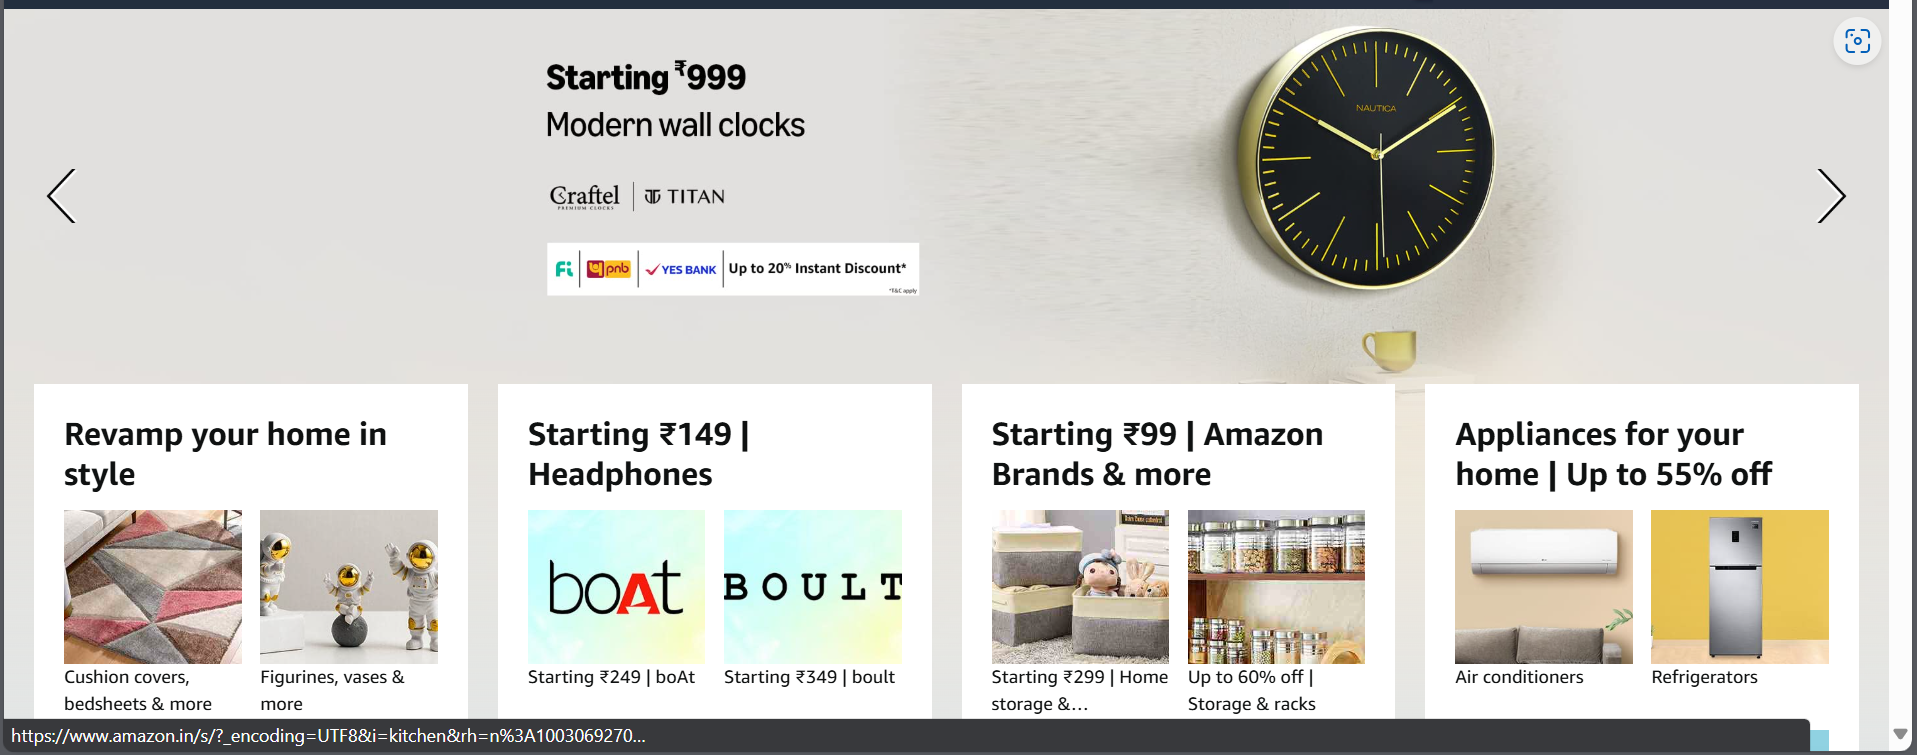 Starting ₹999
Modern wall clocks
NAUTICA
Craftel
PREMIUM CLOCKS
TITAN
Fi
pnb
YES BANK
Up to 20% Instant Discount*
*T&C apply
Revamp your home in
style
Cushion covers,
bedsheets & more
Figurines, vases &
more
Starting ₹149 |
Headphones
boAt
BOULT
Starting ₹249 | boAt
Starting ₹349 | boult
Starting ₹99 | Amazon
Brands & more
Starting ₹299 | Home
storage &...
Up to 60% off |
Storage & racks
Appliances for your
home | Up to 55% off
Air conditioners
Refrigerators
https://www.amazon.in/s/?_encoding=UTF8&i=kitchen&rh=n%3A1003069270...